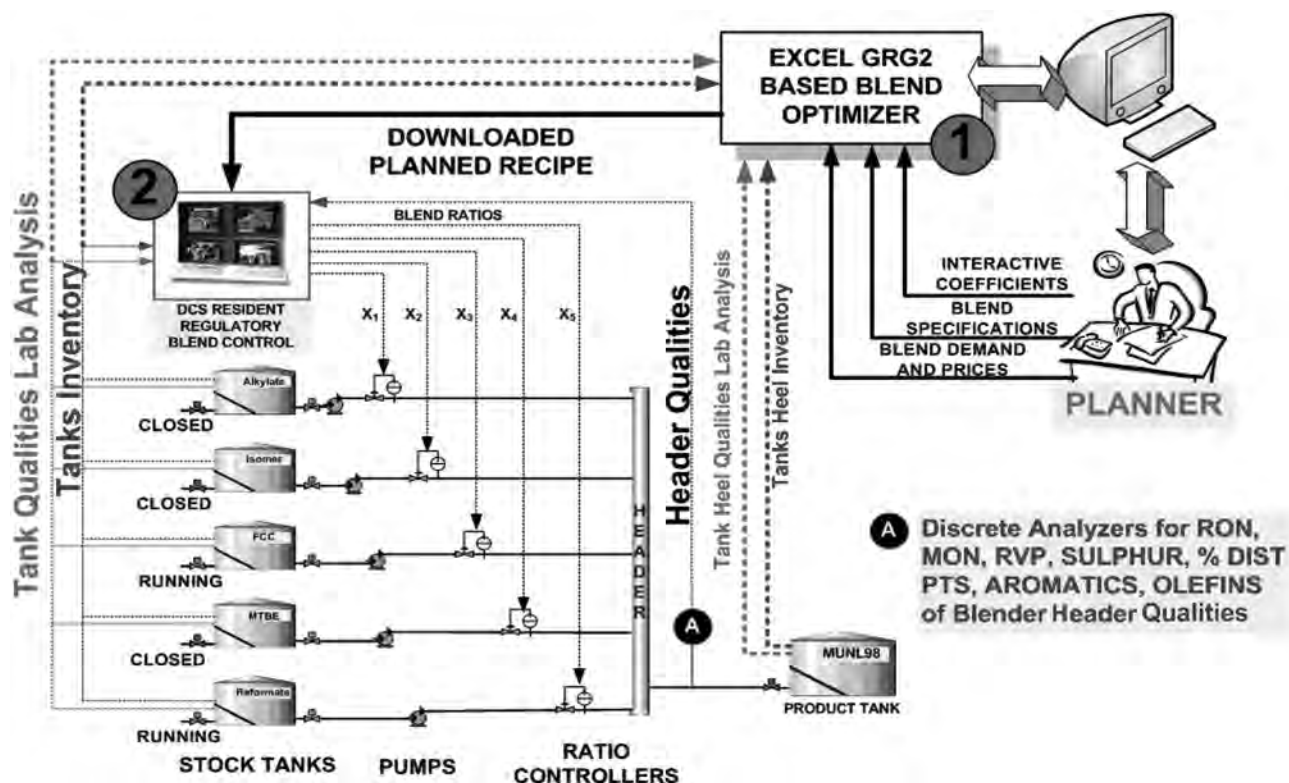 EXCEL GRG2
BASED BLEND
OPTIMIZER
1
DOWNLOADED
PLANNED RECIPE
2
BLEND RATIOS
DCS RESIDENT
REGULATORY
BLEND CONTROL
X1
X2
X3
X4
X5
Tank Qualities Lab Analysis
Tanks Inventory
Alkylate
CLOSED
Isomer
CLOSED
FCC
RUNNING
MTBE
CLOSED
Reformate
RUNNING
STOCK TANKS
PUMPS
RATIO
CONTROLLERS
HEADER
Header Qualities
Tank Heel Qualities Lab Analysis
Tanks Heel Inventory
INTERACTIVE
COEFFICIENTS
BLEND
SPECIFICATIONS
BLEND DEMAND
AND PRICES
PLANNER
A
Discrete Analyzers for RON,
MON, RVP, SULPHUR, % DIST
PTS, AROMATICS, OLEFINS
of Blender Header Qualities
A
MUNL98
PRODUCT TANK